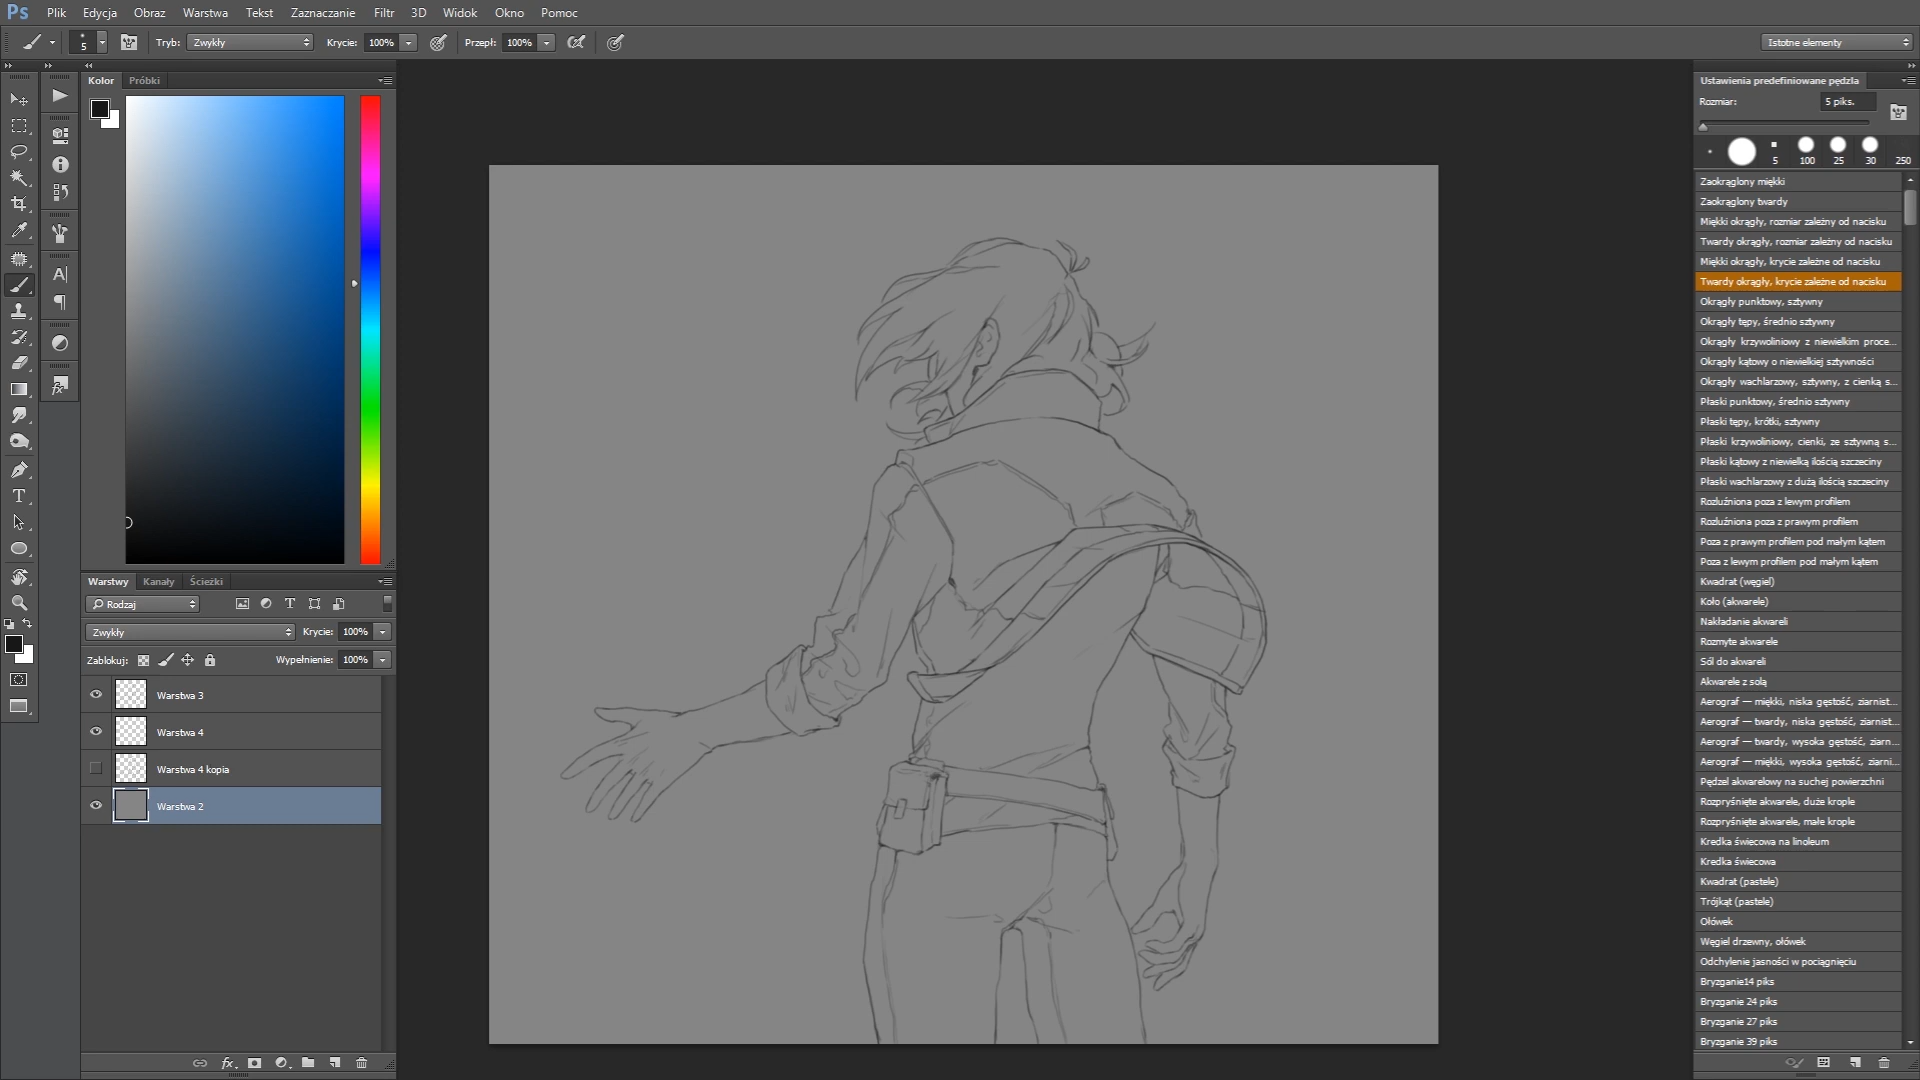 Ps Plik Edycja Obraz Warstwa Tekst Zaznaczanie Filtr 3D Widok Okno Pomoc
5 Tryb: Zwykły Krycie: 100% Przepł: 100% Istotne elementy
Kolor Próbki
Warstwy Kanały Ścieżki
Rodzaj
Zwykły Krycie: 100%
Zablokuj: Wypełnienie: 100%
Warstwa 3
Warstwa 4
Warstwa 4 kopia
Warstwa 2
Ustawienia predefiniowane pędzla
Rozmiar: 5 piks.
5 100 25 30 250
Zaokrąglony miękki
Zaokrąglony twardy
Miękki okrągły, rozmiar zależny od nacisku
Twardy okrągły, rozmiar zależny od nacisku
Miękki okrągły, krycie zależne od nacisku
Twardy okrągły, krycie zależne od nacisku
Okrągły punktowy, sztywny
Okrągły tępy, średnio sztywny
Okrągły krzywoliniowy z niewielkim proce...
Okrągły kątowy o niewielkiej sztywności
Okrągły wachlarzowy, sztywny, z cienką s...
Płaski punktowy, średnio sztywny
Płaski tępy, krótki, sztywny
Płaski krzywoliniowy, cienki, ze sztywną s...
Płaski kątowy z niewielką ilością szczeciny
Płaski wachlarzowy z dużą ilością szczeciny
Rozluźniona poza z lewym profilem
Rozluźniona poza z prawym profilem
Poza z prawym profilem pod małym kątem
Poza z lewym profilem pod małym kątem
Kwadrat (węgiel)
Koło (akwarele)
Nakładanie akwareli
Rozmyte akwarele
Sól do akwareli
Akwarele z solą
Aerograf — miękki, niska gęstość, ziarnist...
Aerograf — twardy, niska gęstość, ziarnist...
Aerograf — twardy, wysoka gęstość, ziarn...
Aerograf — miękki, wysoka gęstość, ziarni...
Pędzel akwarelowy na suchej powierzchni
Rozpryśnięte akwarele, duże krople
Rozpryśnięte akwarele, małe krople
Kredka świecowa na linoleum
Kredka świecowa
Kwadrat (pastele)
Trójkąt (pastele)
Ołówek
Węgiel drzewny, ołówek
Odchylenie jasności w pociągnięciu
Bryzganie14 piks
Bryzganie 24 piks
Bryzganie 27 piks
Bryzganie 39 piks